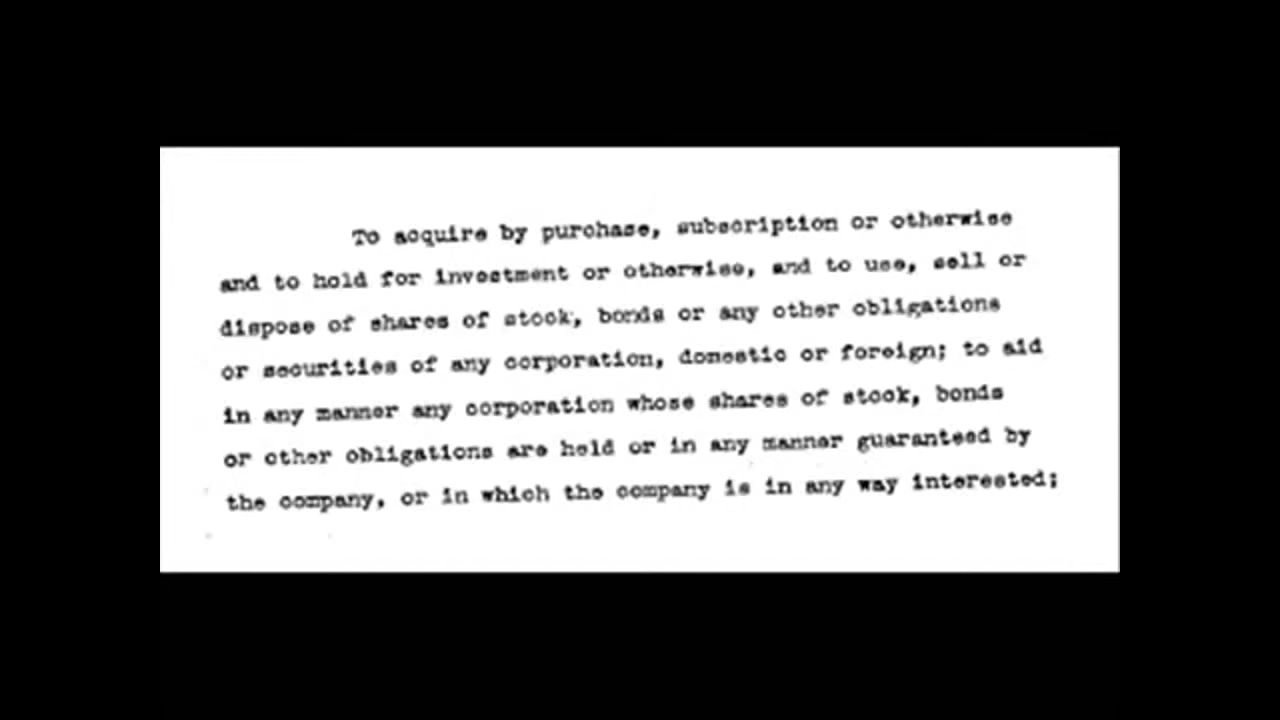 To acquire by purchase, subscription or otherwise
and to hold for investment or otherwise, and to use, sell or
dispose of shares of stock, bonds or any other obligations
or securities of any corporation, domestic or foreign; to aid
in any manner any corporation whose shares of stock, bonds
or other obligations are held or in any manner guaranteed by
the company, or in which the company is in any way interested;